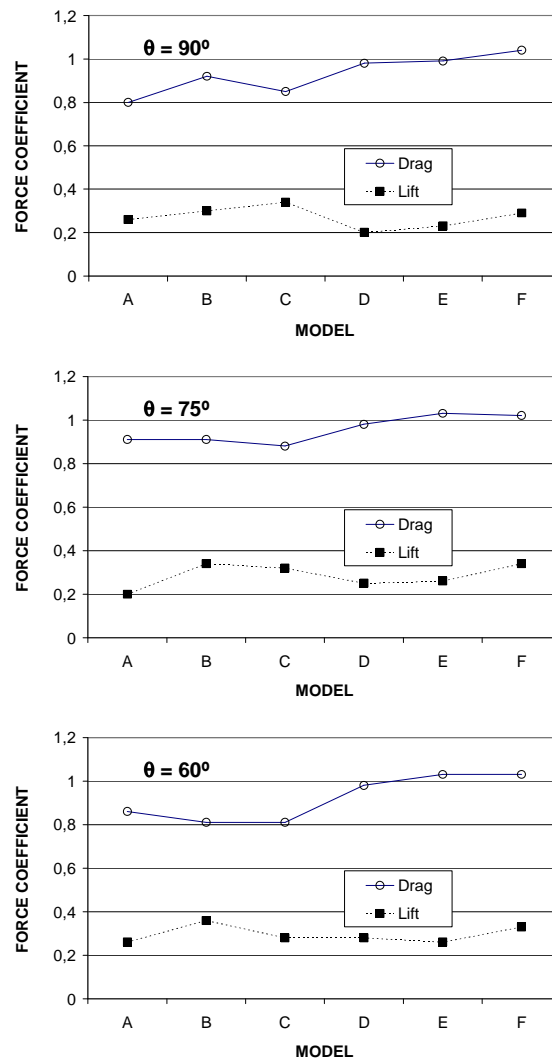 1,2
θ = 90º
1
0,8
FORCE COEFFICIENT
0,6
Drag
Lift
0,4
0,2
0
A B C D E F
MODEL
1,2
θ = 75º
1
0,8
FORCE COEFFICIENT
0,6
Drag
Lift
0,4
0,2
0
A B C D E F
MODEL
1,2
θ = 60º
1
0,8
FORCE COEFFICIENT
0,6
Drag
Lift
0,4
0,2
0
A B C D E F
MODEL